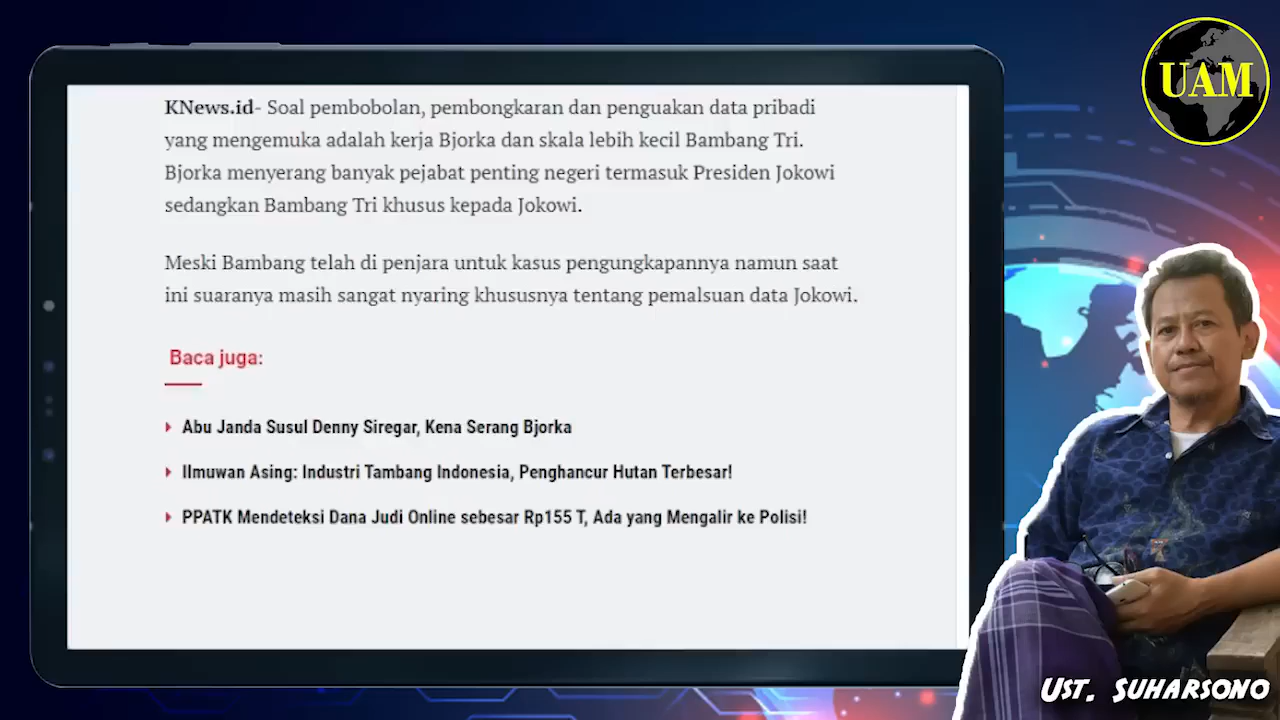 KNews.id- Soal pembobolan, pembongkaran dan penguakan data pribadi
yang mengemuka adalah kerja Bjorka dan skala lebih kecil Bambang Tri.
Bjorka menyerang banyak pejabat penting negeri termasuk Presiden Jokowi
sedangkan Bambang Tri khusus kepada Jokowi.
Meski Bambang telah di penjara untuk kasus pengungkapannya namun saat
ini suaranya masih sangat nyaring khususnya tentang pemalsuan data Jokowi.
Baca juga:
Abu Janda Susul Denny Siregar, Kena Serang Bjorka
Ilmuwan Asing: Industri Tambang Indonesia, Penghancur Hutan Terbesar!
PPATK Mendeteksi Dana Judi Online sebesar Rp155 T, Ada yang Mengalir ke Polisi!
UAM
UST. SUHARSONO